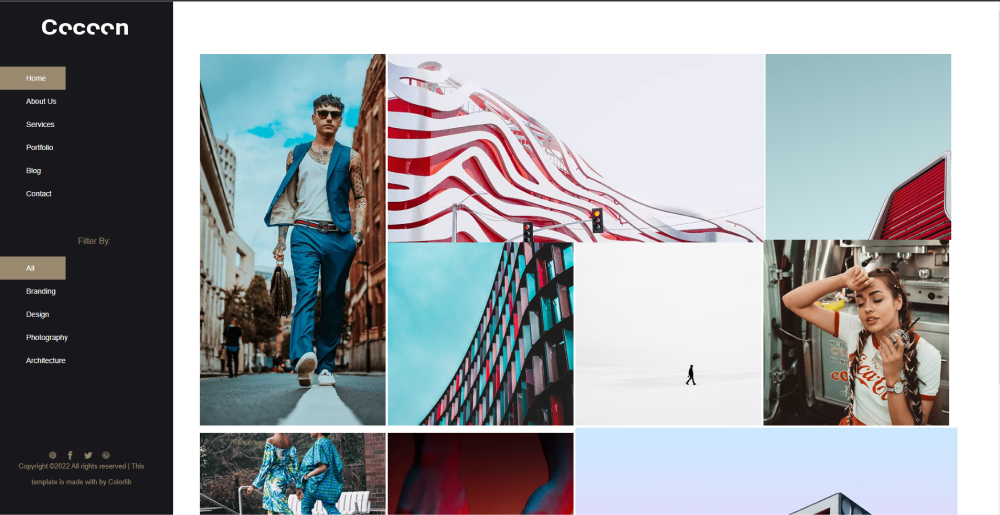 Cocoon
Home
About Us
Services
Portfolio
Blog
Contact
Filter By:
All
Branding
Design
Photography
Architecture
Copyright ©2022 All rights reserved | This
template is made with by Colorlib